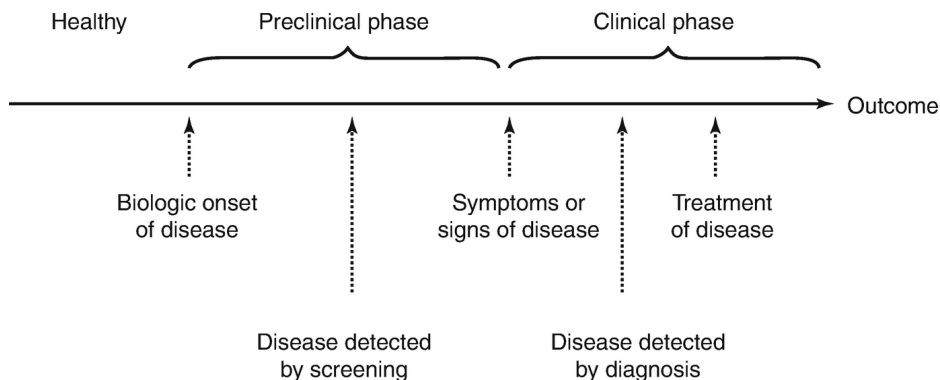 Healthy
Preclinical phase
Clinical phase
Outcome
Biologic onset
of disease
Symptoms or
signs of disease
Treatment
of disease
Disease detected
by screening
Disease detected
by diagnosis